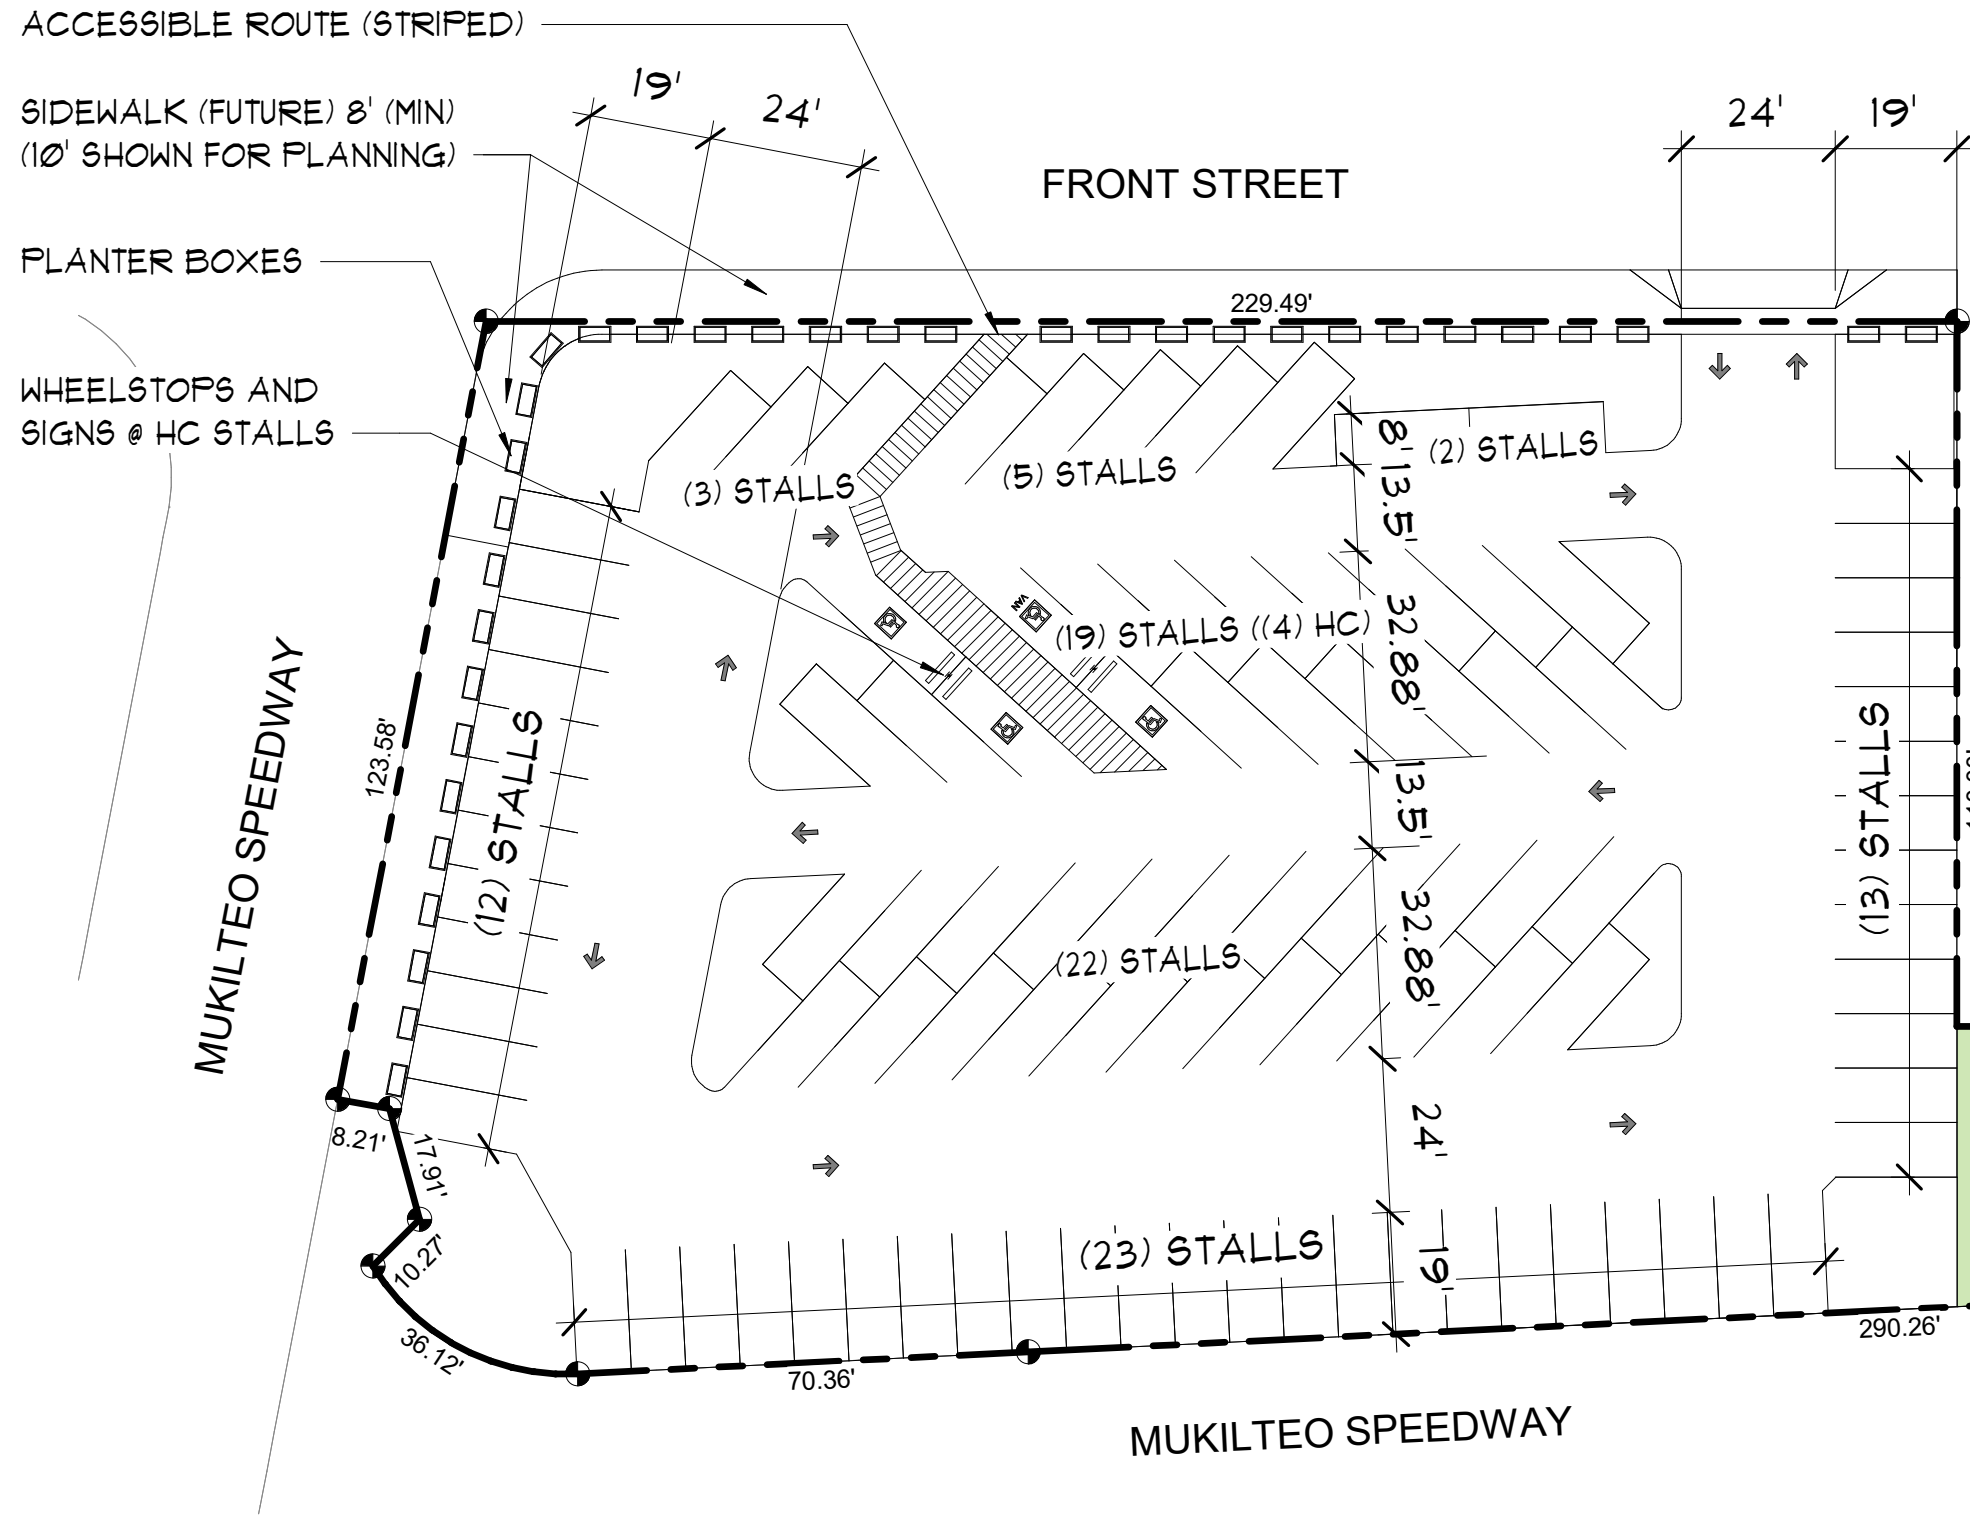 ACCESSIBLE ROUTE (STRIPED)
19'
24'
SIDEWALK (FUTURE) 8' (MIN)
(10' SHOWN FOR PLANNING)
24'
19'
FRONT STREET
PLANTER BOXES
229.49'
WHEELSTOPS AND
SIGNS @ HC STALLS
(3) STALLS
(5) STALLS
8'
(2) STALLS
13.5'
VAN
(19) STALLS ((4) HC)
32.88'
MUKILTEO SPEEDWAY
123.58'
(12) STALLS
13.5'
(13) STALLS
(22) STALLS
32.88'
8.21'
17.91'
24'
10.27'
(23) STALLS
19'
36.12'
70.36'
290.26'
MUKILTEO SPEEDWAY